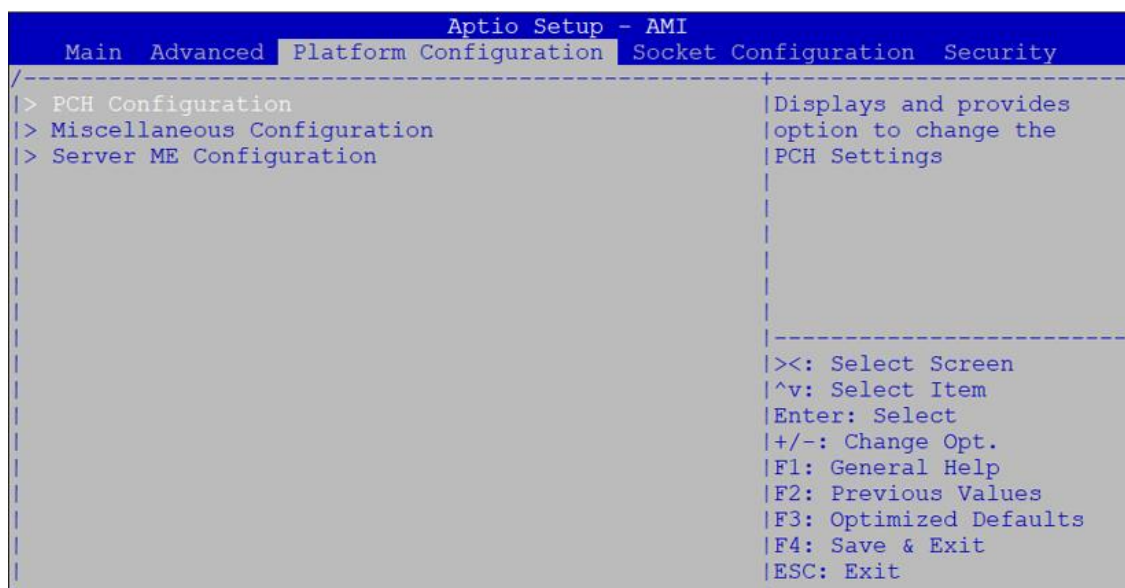 Aptio Setup - AMI
Main Advanced Platform Configuration Socket Configuration Security
/----------------------------------------------------+-------------------------
|> PCH Configuration |Displays and provides
|> Miscellaneous Configuration |option to change the
|> Server ME Configuration |PCH Settings
|-------------------------
|><: Select Screen
|^v: Select Item
|Enter: Select
|+/-: Change Opt.
|F1: General Help
|F2: Previous Values
|F3: Optimized Defaults
|F4: Save & Exit
|ESC: Exit